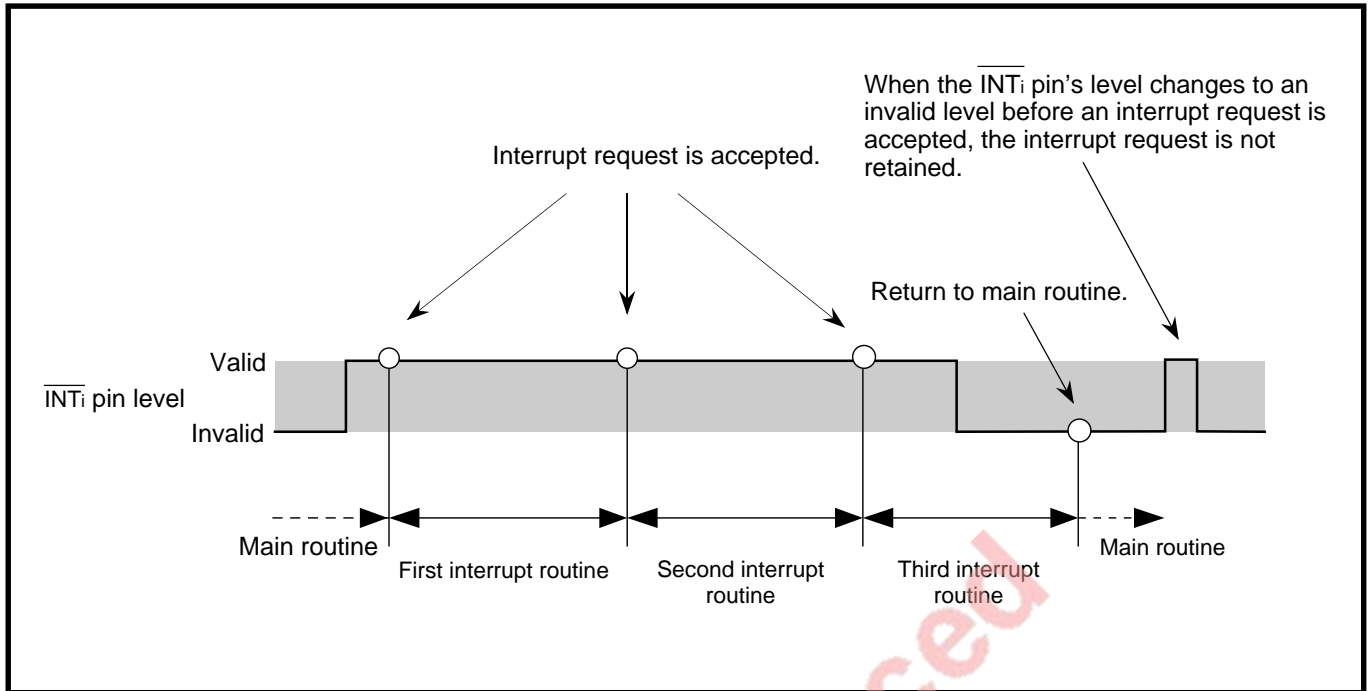 When the INTi pin's level changes to an
invalid level before an interrupt request is
accepted, the interrupt request is not
retained.
Interrupt request is accepted.
Return to main routine.
Valid
INTi pin level
Invalid
Main routine
First interrupt routine
Second interrupt
routine
Third interrupt
routine
Main routine